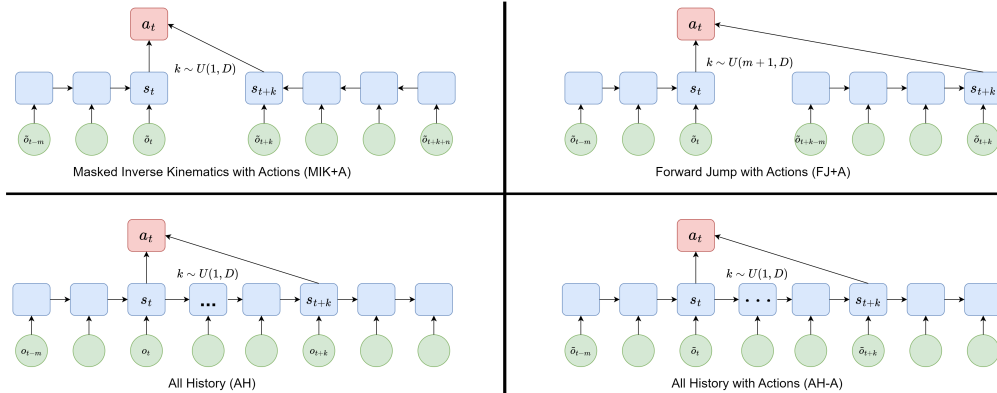 a_t
k ∼ U(1, D)
s_t
s_{t+k}
õ_{t−m}
õ_t
õ_{t+k}
õ_{t+k+n}
Masked Inverse Kinematics with Actions (MIK+A)
a_t
k ∼ U(m + 1, D)
s_t
s_{t+k}
õ_{t−m}
õ_t
õ_{t+k−m}
õ_{t+k}
Forward Jump with Actions (FJ+A)
a_t
k ∼ U(1, D)
s_t
...
s_{t+k}
o_{t−m}
o_t
o_{t+k}
All History (AH)
a_t
k ∼ U(1, D)
s_t
...
s_{t+k}
õ_{t−m}
õ_t
õ_{t+k}
All History with Actions (AH-A)